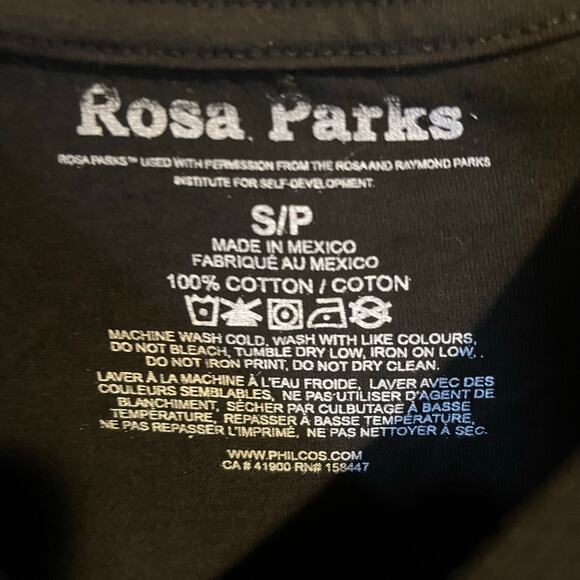 Rosa Parks
ROSA PARKS™ USED WITH PERMISSION FROM THE ROSA AND RAYMOND PARKS
INSTITUTE FOR SELF-DEVELOPMENT.
S/P
MADE IN MEXICO
FABRIQUÉ AU MEXICO
100% COTTON / COTON
MACHINE WASH COLD, WASH WITH LIKE COLOURS,
DO NOT BLEACH, TUMBLE DRY LOW, IRON ON LOW,
DO NOT IRON PRINT, DO NOT DRY CLEAN.
LAVER À LA MACHINE À L'EAU FROIDE, LAVER AVEC DES
COULEURS SEMBLABLES, NE PAS UTILISER D'AGENT DE
BLANCHIMENT, SÉCHER PAR CULBUTAGE À BASSE
TEMPÉRATURE, REPASSER À BASSE TEMPÉRATURE,
NE PAS REPASSER L'IMPRIMÉ, NE PAS NETTOYER À SEC.
WWW.PHILCOS.COM
CA # 41900 RN# 158447